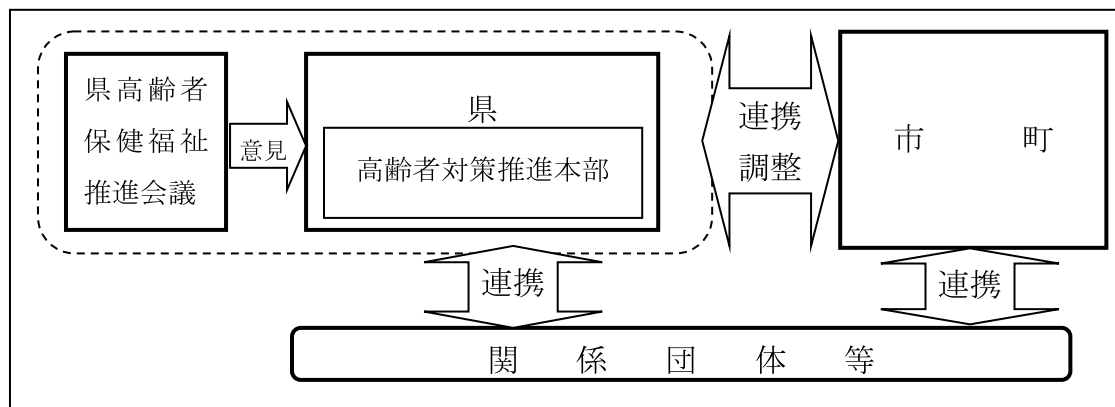 県高齢者
保健福祉
推進会議
意見
県
高齢者対策推進本部
連携
調整
市　町
連携
連携
関係団体等